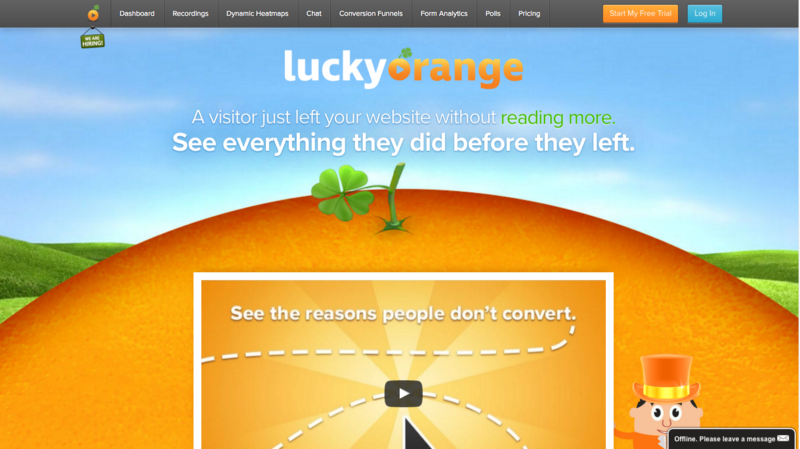 Dashboard
Recordings
Dynamic Heatmaps
Chat
Conversion Funnels
Form Analytics
Polls
Pricing
Start My Free Trial
Log In
WE ARE
HIRING!
luckyorange
A visitor just left your website without reading more.
See everything they did before they left.
See the reasons people don't convert.
Offline. Please leave a message